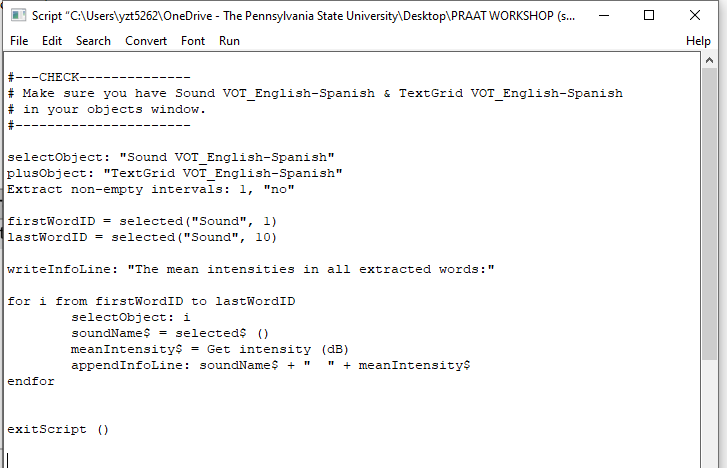 Script "C:\Users\yzt5262\OneDrive - The Pennsylvania State University\Desktop\PRAAT WORKSHOP (s...
File Edit Search Convert Font Run Help
#---CHECK--------------
# Make sure you have Sound VOT_English-Spanish & TextGrid VOT_English-Spanish
# in your objects window.
#----------------------
selectObject: "Sound VOT_English-Spanish"
plusObject: "TextGrid VOT_English-Spanish"
Extract non-empty intervals: 1, "no"
firstWordID = selected("Sound", 1)
lastWordID = selected("Sound", 10)
writeInfoLine: "The mean intensities in all extracted words:"
for i from firstWordID to lastWordID
selectObject: i
soundName$ = selected$ ()
meanIntensity$ = Get intensity (dB)
appendInfoLine: soundName$ + "  " + meanIntensity$
endfor
exitScript ()